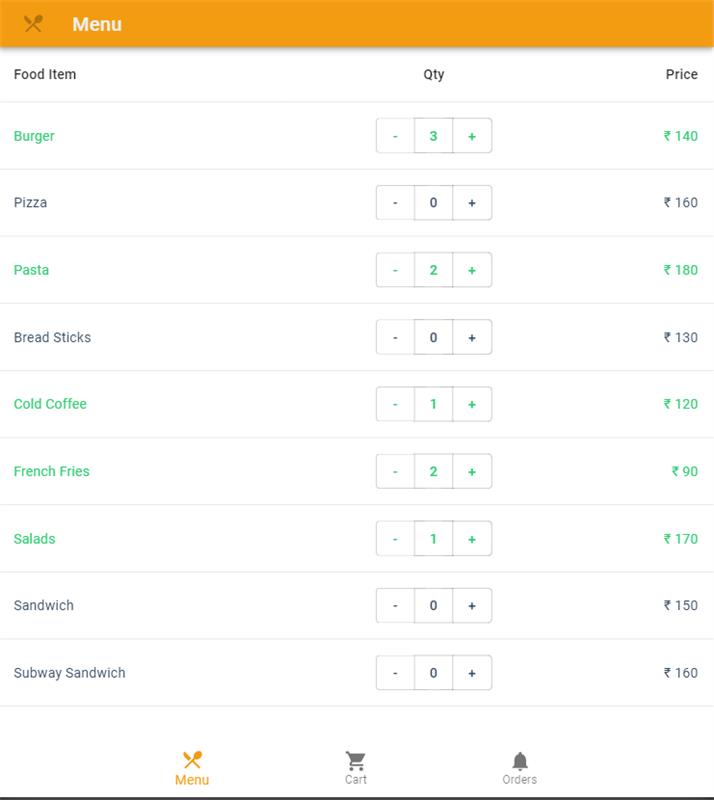 Menu
Food Item Qty Price
Burger - 3 + ₹ 140
Pizza - 0 + ₹ 160
Pasta - 2 + ₹ 180
Bread Sticks - 0 + ₹ 130
Cold Coffee - 1 + ₹ 120
French Fries - 2 + ₹ 90
Salads - 1 + ₹ 170
Sandwich - 0 + ₹ 150
Subway Sandwich - 0 + ₹ 160
Menu Cart Orders